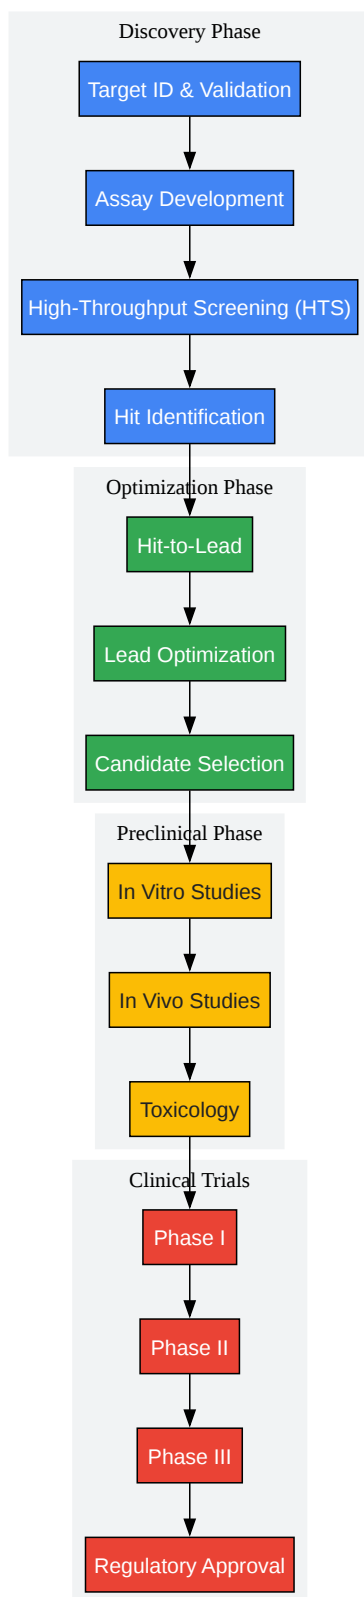 Discovery Phase
Target ID & Validation
Assay Development
High-Throughput Screening (HTS)
Hit Identification
Optimization Phase
Hit-to-Lead
Lead Optimization
Candidate Selection
Preclinical Phase
In Vitro Studies
In Vivo Studies
Toxicology
Clinical Trials
Phase I
Phase II
Phase III
Regulatory Approval